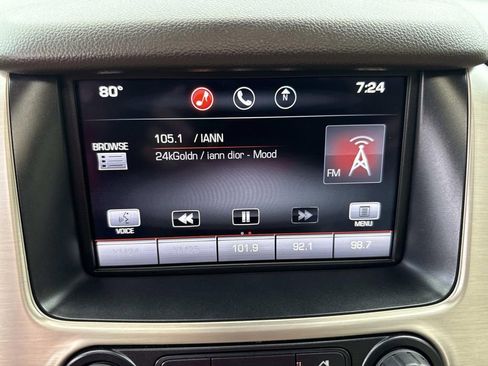 80°
N
7:24
105.1 / IANN
BROWSE
24kGoldn / iann dior - Mood
FM
VOICE
MENU
101.9 92.1 98.7